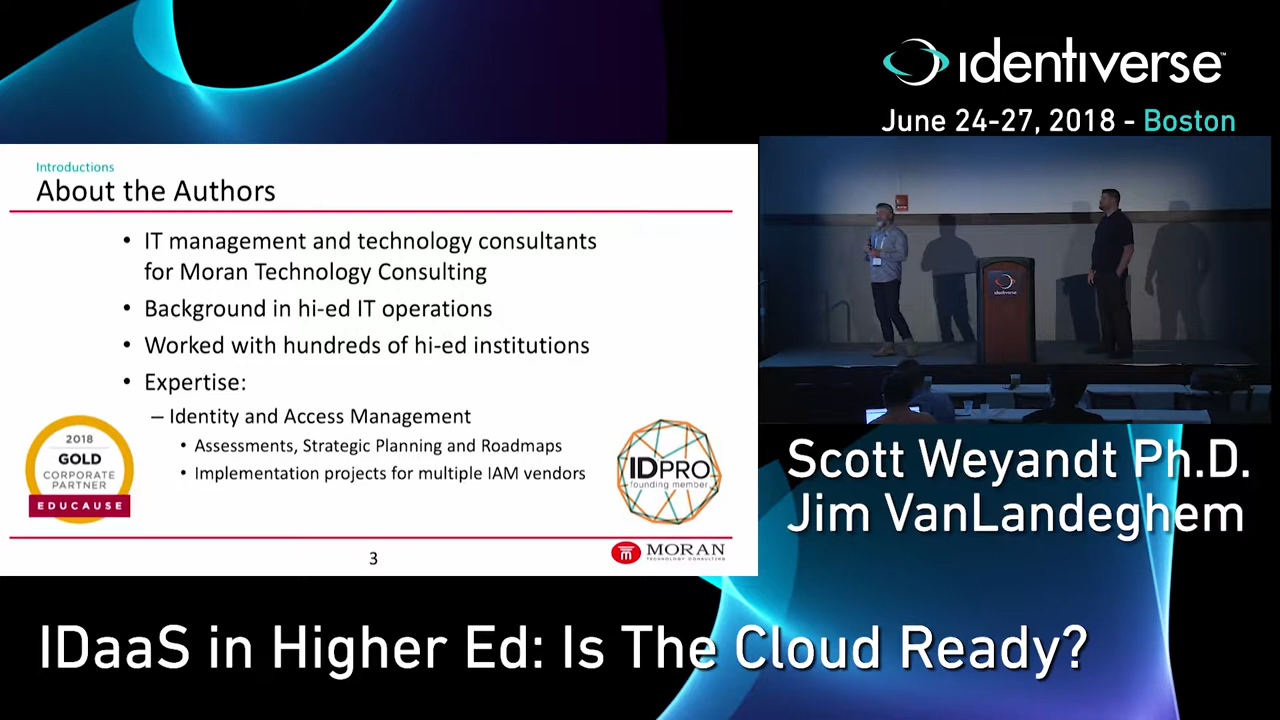 identiverse™
June 24-27, 2018 - Boston
Introductions
About the Authors
• IT management and technology consultants
for Moran Technology Consulting
• Background in hi-ed IT operations
• Worked with hundreds of hi-ed institutions
• Expertise:
– Identity and Access Management
• Assessments, Strategic Planning and Roadmaps
• Implementation projects for multiple IAM vendors
2018
GOLD
CORPORATE
PARTNER
EDUCAUSE
IDPRO
founding member
3
MORAN
TECHNOLOGY CONSULTING
identiverse
Scott Weyandt Ph.D.
Jim VanLandeghem
IDaaS in Higher Ed: Is The Cloud Ready?